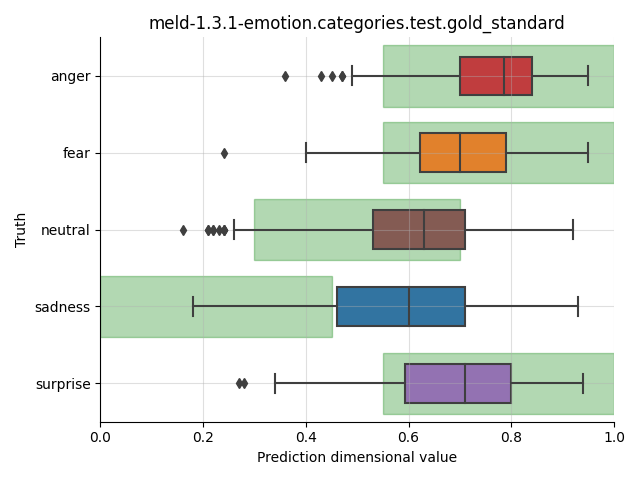 meld-1.3.1-emotion.categories.test.gold_standard
anger
fear
neutral
sadness
surprise
Truth
0.0 0.2 0.4 0.6 0.8 1.0
Prediction dimensional value